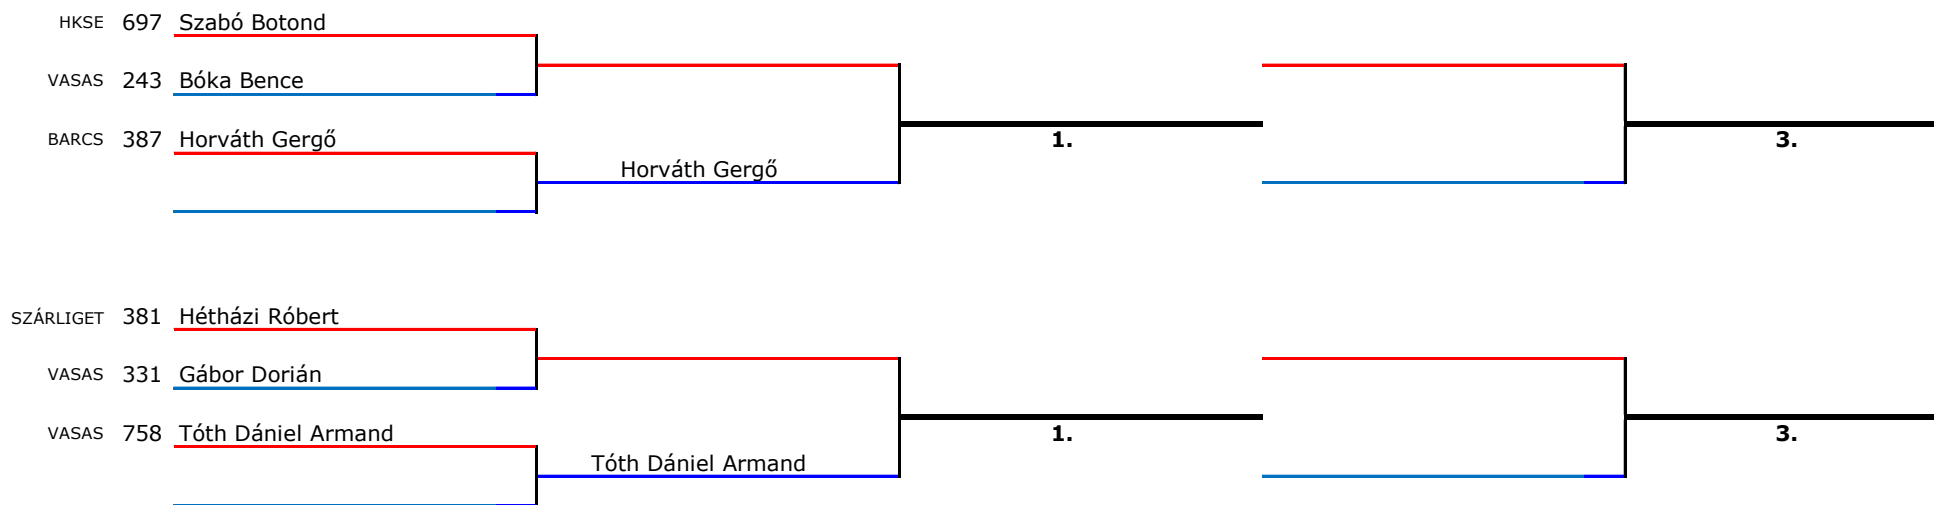 HKSE 697 Szabó Botond
VASAS 243 Bóka Bence
BARCS 387 Horváth Gergő 1. 3.
Horváth Gergő
SZÁRLIGET 381 Hétházi Róbert
VASAS 331 Gábor Dorián
VASAS 758 Tóth Dániel Armand 1. 3.
Tóth Dániel Armand